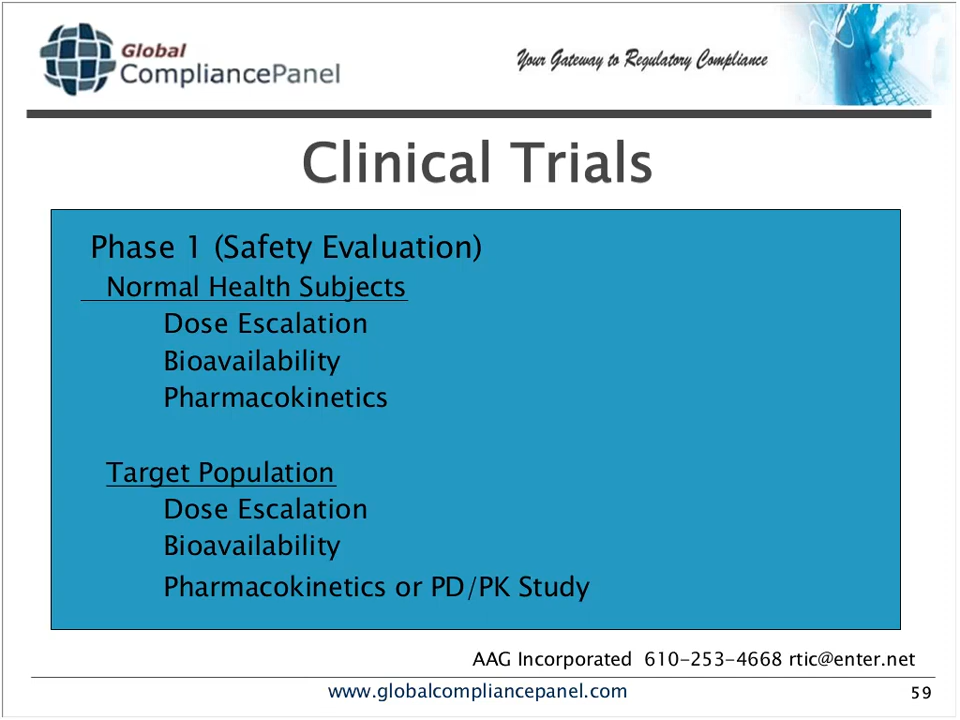 Global
CompliancePanel
Your Gateway to Regulatory Compliance
Clinical Trials
Phase 1 (Safety Evaluation)
Normal Health Subjects
Dose Escalation
Bioavailability
Pharmacokinetics
Target Population
Dose Escalation
Bioavailability
Pharmacokinetics or PD/PK Study
AAG Incorporated 610-253-4668 rtic@enter.net
www.globalcompliancepanel.com
59